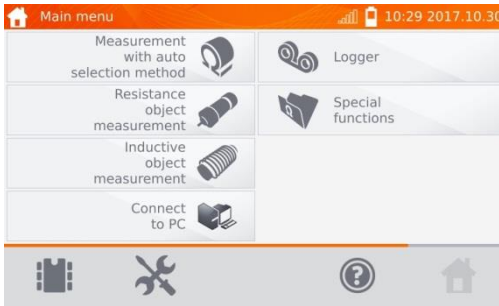 Main menu
10:29 2017.10.30
Measurement
with auto
selection method
Logger
Resistance
object
measurement
Special
functions
Inductive
object
measurement
Connect
to PC